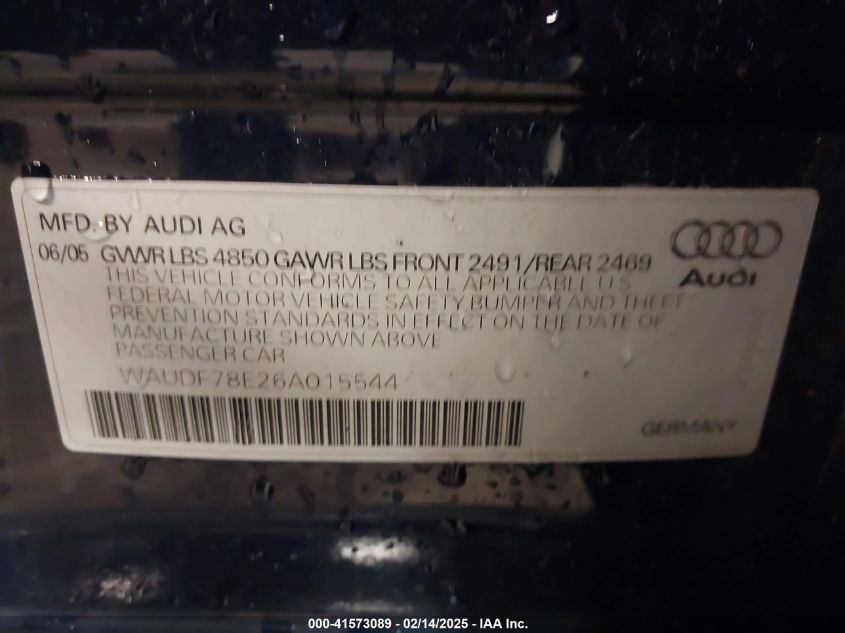 MFD. BY AUDI AG
06/05 GVWR LBS 4850 GAWR LBS FRONT 2491/REAR 2469
THIS VEHICLE CONFORMS TO ALL APPLICABLE U.S.
FEDERAL MOTOR VEHICLE SAFETY BUMPER AND THEFT
PREVENTION STANDARDS IN EFFECT ON THE DATE OF
MANUFACTURE SHOWN ABOVE
PASSENGER CAR
WAUDF78E26A015544
Audi
GERMANY
000-41573089 - 02/14/2025 - IAA Inc.